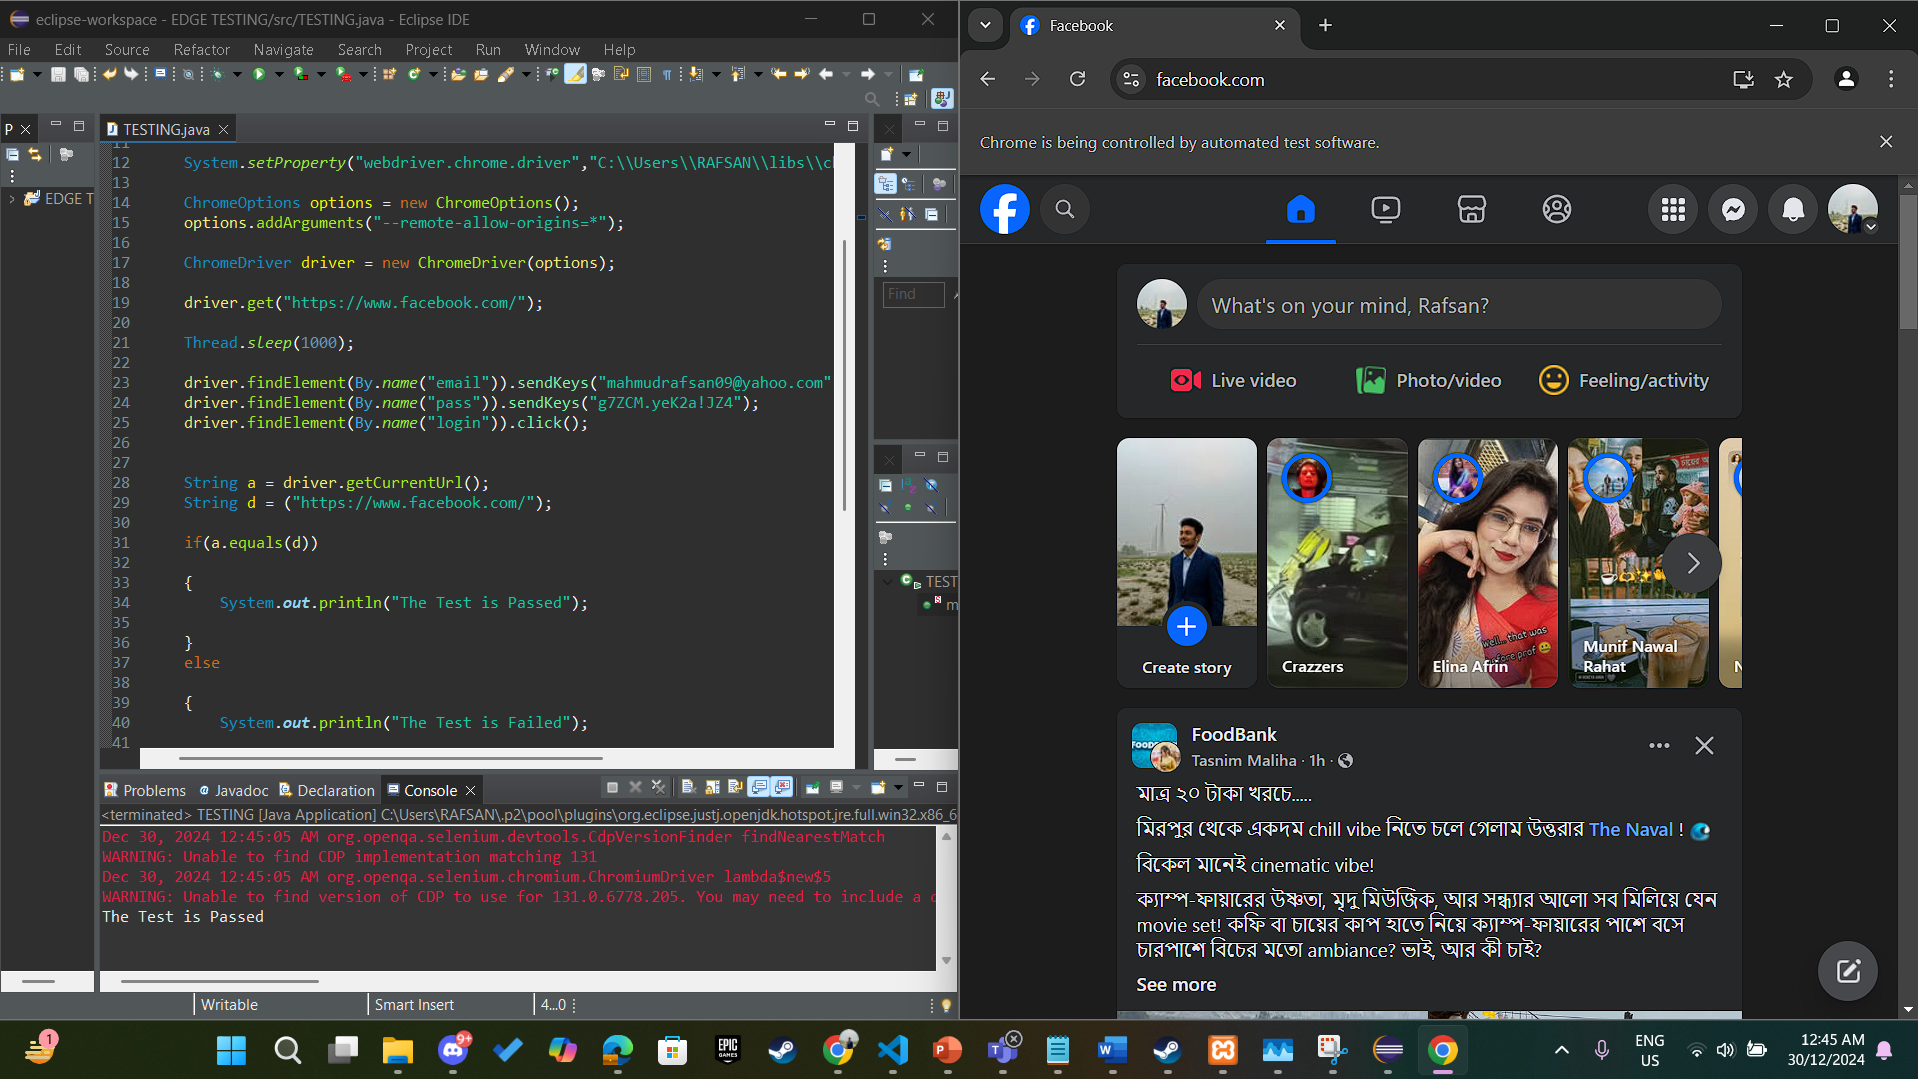 eclipse-workspace - EDGE TESTING/src/TESTING.java - Eclipse IDE
File Edit Source Refactor Navigate Search Project Run Window Help
P
TESTING.java
EDGE T
11
12 System.setProperty("webdriver.chrome.driver","C:\\Users\\RAFSAN\\libs\\cl
13
14 ChromeOptions options = new ChromeOptions();
15 options.addArguments("--remote-allow-origins=*");
16
17 ChromeDriver driver = new ChromeDriver(options);
18
19 driver.get("https://www.facebook.com/");
20
21 Thread.sleep(1000);
22
23 driver.findElement(By.name("email")).sendKeys("mahmudrafsan09@yahoo.com"
24 driver.findElement(By.name("pass")).sendKeys("g7ZCM.yeK2a!JZ4");
25 driver.findElement(By.name("login")).click();
26
27
28 String a = driver.getCurrentUrl();
29 String d = ("https://www.facebook.com/");
30
31 if(a.equals(d))
32
33 {
34 System.out.println("The Test is Passed");
35
36 }
37 else
38
39 {
40 System.out.println("The Test is Failed");
41
Find
TEST
m
Problems Javadoc Declaration Console
<terminated> TESTING [Java Application] C:\Users\RAFSAN\.p2\pool\plugins\org.eclipse.justj.openjdk.hotspot.jre.full.win32.x86_6
Dec 30, 2024 12:45:05 AM org.openqa.selenium.devtools.CdpVersionFinder findNearestMatch
WARNING: Unable to find CDP implementation matching 131
Dec 30, 2024 12:45:05 AM org.openqa.selenium.chromium.ChromiumDriver lambda$new$5
WARNING: Unable to find version of CDP to use for 131.0.6778.205. You may need to include a d
The Test is Passed
Writable Smart Insert 4...0
Facebook
facebook.com
Chrome is being controlled by automated test software.
What's on your mind, Rafsan?
Live video Photo/video Feeling/activity
Create story
Crazzers
well... that was
Elina Afrin
Munif Nawal
Rahat
FoodBank
Tasnim Maliha · 1h ·
মাত্র ২০ টাকা খরচে.....
মিরপুর থেকে একদম chill vibe নিতে চলে গেলাম উত্তরার The Naval !
বিকেল মানেই cinematic vibe!
ক্যাম্প-ফায়ারের উষ্ণতা, মৃদু মিউজিক, আর সন্ধ্যার আলো সব মিলিয়ে যেন
movie set! কফি বা চায়ের কাপ হাতে নিয়ে ক্যাম্প-ফায়ারের পাশে বসে
চারপাশে বিচের মতো ambiance? ভাই, আর কী চাই?
See more
1
9+
EPIC
GAMES
ENG
US
12:45 AM
30/12/2024